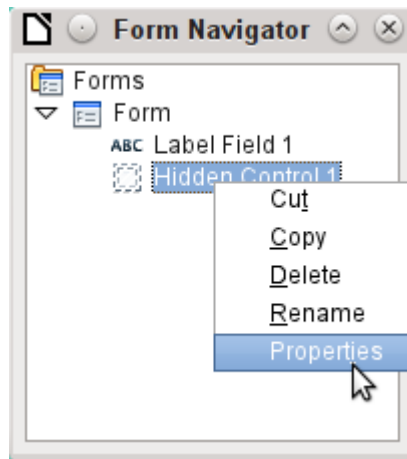 Form Navigator
Forms
Form
ABC Label Field 1
Hidden Control 1
Cut
Copy
Delete
Rename
Properties